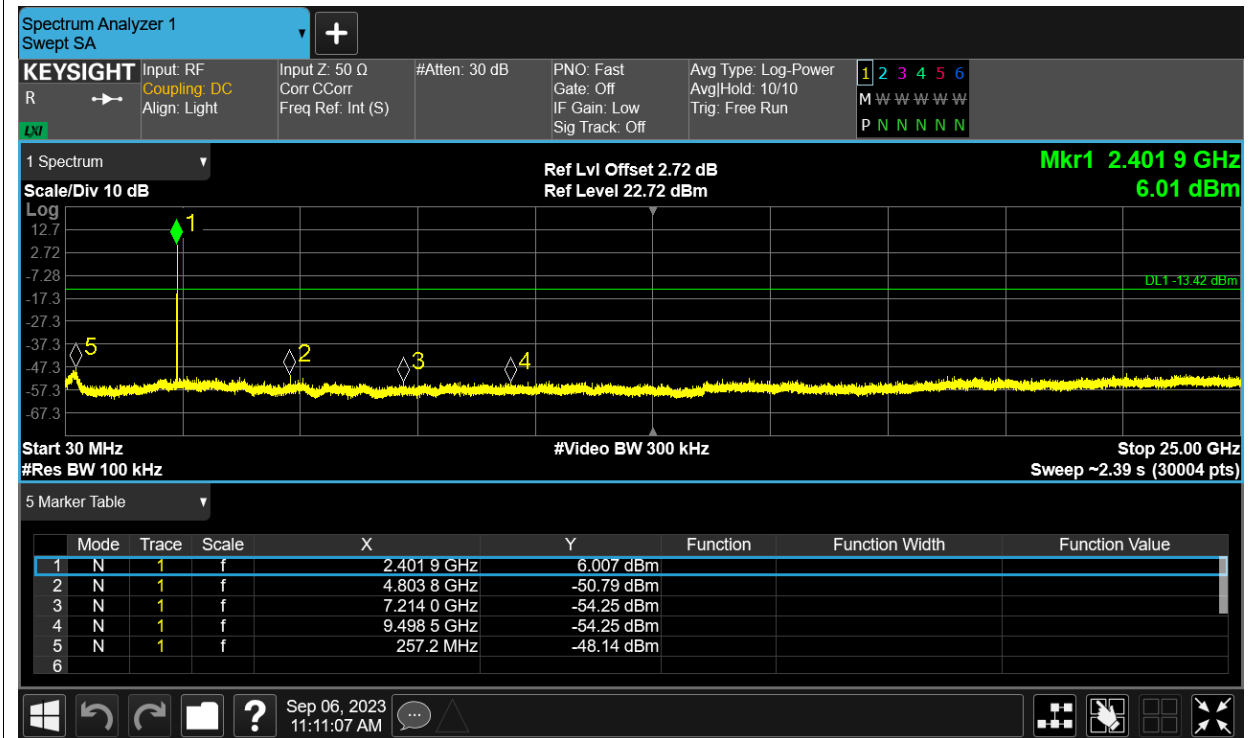 Spectrum Analyzer 1
Swept SA
KEYSIGHT
R
LXI
Input: RF
Coupling: DC
Align: Light
Input Z: 50 Ω
Corr CCorr
Freq Ref: Int (S)
#Atten: 30 dB
PNO: Fast
Gate: Off
IF Gain: Low
Sig Track: Off
Avg Type: Log-Power
Avg|Hold: 10/10
Trig: Free Run
1 2 3 4 5 6
M W W W W W
P N N N N N
1 Spectrum
Scale/Div 10 dB
Ref Lvl Offset 2.72 dB
Ref Level 22.72 dBm
Mkr1 2.401 9 GHz
6.01 dBm
Log
12.7
2.72
-7.28
-17.3
-27.3
-37.3
-47.3
-57.3
-67.3
1
DL1 -13.42 dBm
5
2
3
4
Start 30 MHz
#Video BW 300 kHz
Stop 25.00 GHz
#Res BW 100 kHz
Sweep ~2.39 s (30004 pts)
5 Marker Table
Mode Trace Scale X Y Function Function Width Function Value
1 N 1 f 2.401 9 GHz 6.007 dBm
2 N 1 f 4.803 8 GHz -50.79 dBm
3 N 1 f 7.214 0 GHz -54.25 dBm
4 N 1 f 9.498 5 GHz -54.25 dBm
5 N 1 f 257.2 MHz -48.14 dBm
6
?
Sep 06, 2023
11:11:07 AM